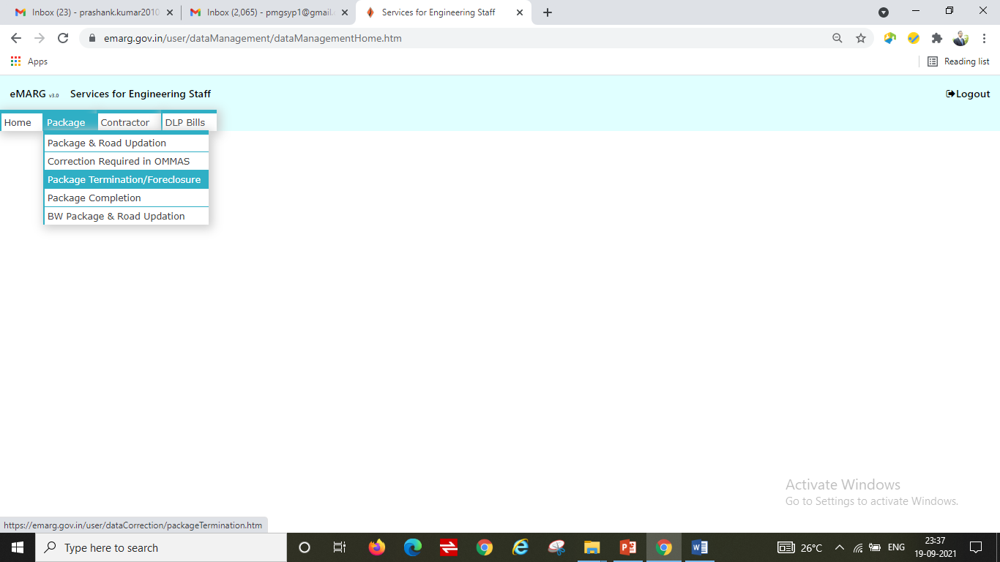 Inbox (23) - prashank.kumar2010
Inbox (2,065) - pmgsyp1@gmail.
Services for Engineering Staff
emarg.gov.in/user/dataManagement/dataManagementHome.htm
Apps
Reading list
eMARG v3.0 Services for Engineering Staff
Logout
Home Package Contractor DLP Bills
Package & Road Updation
Correction Required in OMMAS
Package Termination/Foreclosure
Package Completion
BW Package & Road Updation
Activate Windows
Go to Settings to activate Windows.
https://emarg.gov.in/user/dataCorrection/packageTermination.htm
Type here to search
26°C
ENG
23:37
19-09-2021